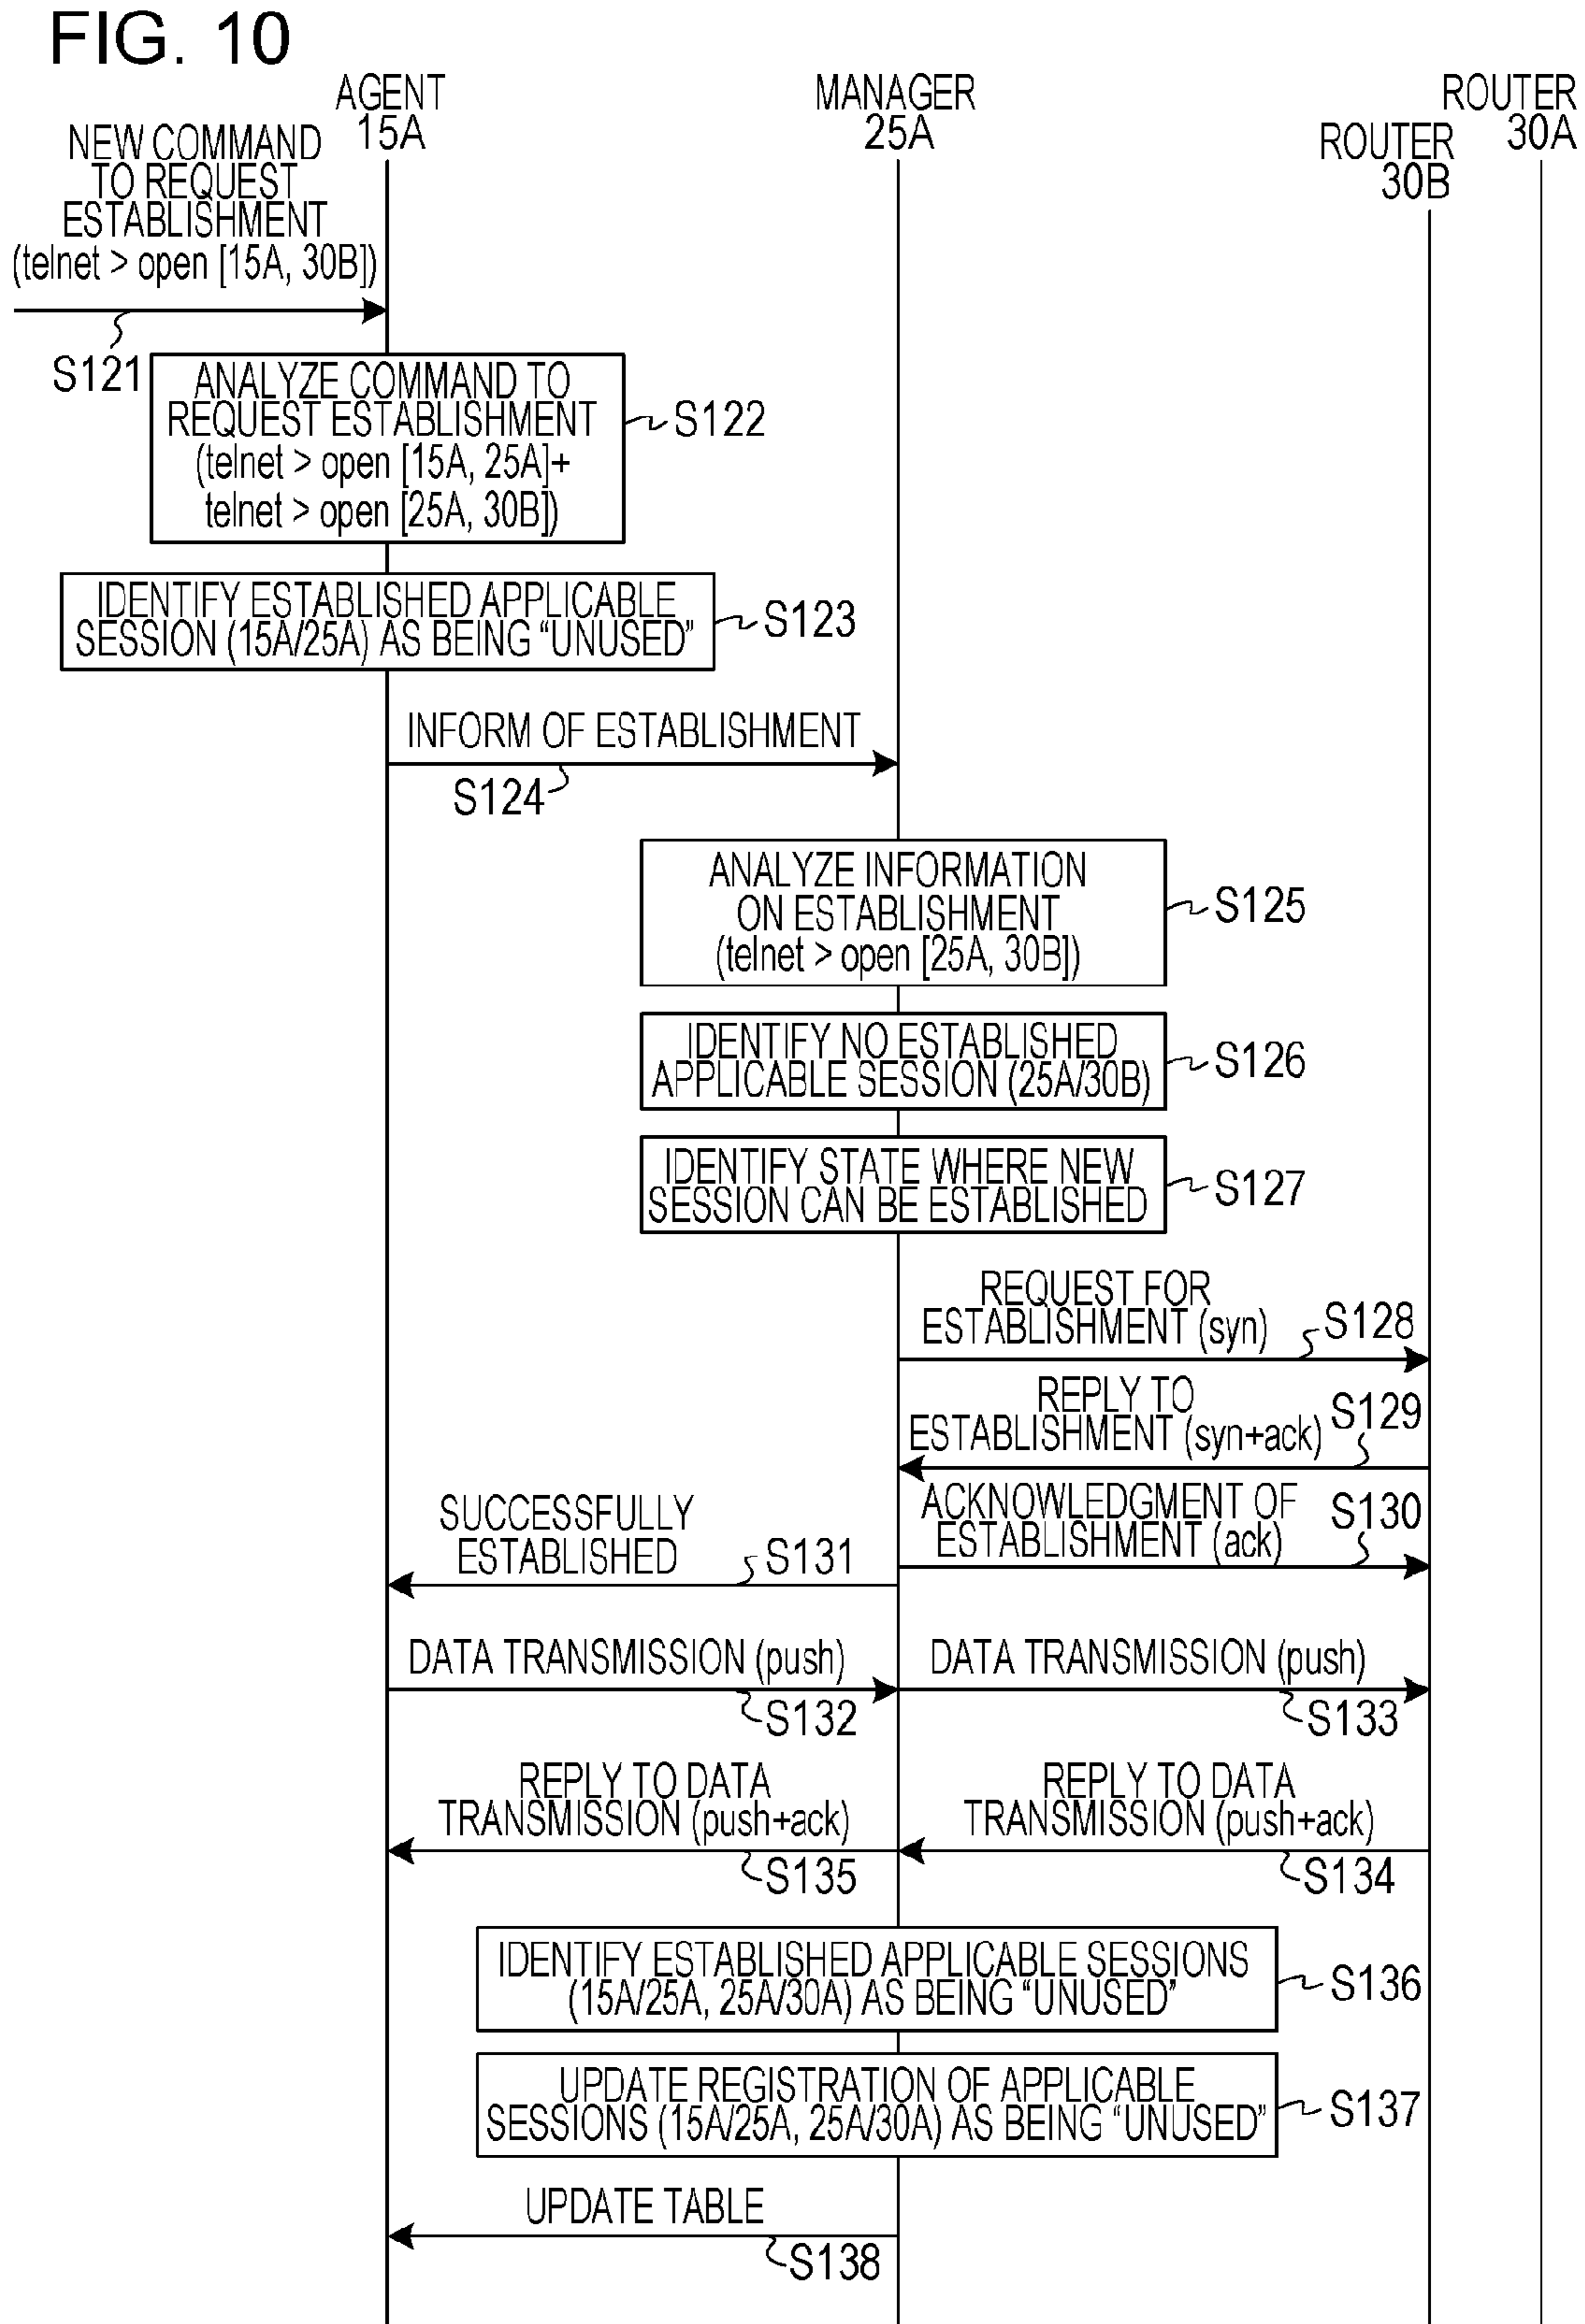 FIG. 10
AGENT
15A
MANAGER
25A
ROUTER
30A
ROUTER
30B
NEW COMMAND
TO REQUEST
ESTABLISHMENT
(telnet > open [15A, 30B])
S121
ANALYZE COMMAND TO
REQUEST ESTABLISHMENT
(telnet > open [15A, 25A]+
telnet > open [25A, 30B])
S122
IDENTIFY ESTABLISHED APPLICABLE
SESSION (15A/25A) AS BEING “UNUSED”
S123
INFORM OF ESTABLISHMENT
S124
ANALYZE INFORMATION
ON ESTABLISHMENT
(telnet > open [25A, 30B])
S125
IDENTIFY NO ESTABLISHED
APPLICABLE SESSION (25A/30B)
S126
IDENTIFY STATE WHERE NEW
SESSION CAN BE ESTABLISHED
S127
REQUEST FOR
ESTABLISHMENT (syn)
S128
REPLY TO
ESTABLISHMENT (syn+ack)
S129
ACKNOWLEDGMENT OF
ESTABLISHMENT (ack)
S130
SUCCESSFULLY
ESTABLISHED
S131
DATA TRANSMISSION (push)
S132
DATA TRANSMISSION (push)
S133
REPLY TO DATA
TRANSMISSION (push+ack)
S135
REPLY TO DATA
TRANSMISSION (push+ack)
S134
IDENTIFY ESTABLISHED APPLICABLE SESSIONS
(15A/25A, 25A/30A) AS BEING “UNUSED”
S136
UPDATE REGISTRATION OF APPLICABLE
SESSIONS (15A/25A, 25A/30A) AS BEING “UNUSED”
S137
UPDATE TABLE
S138